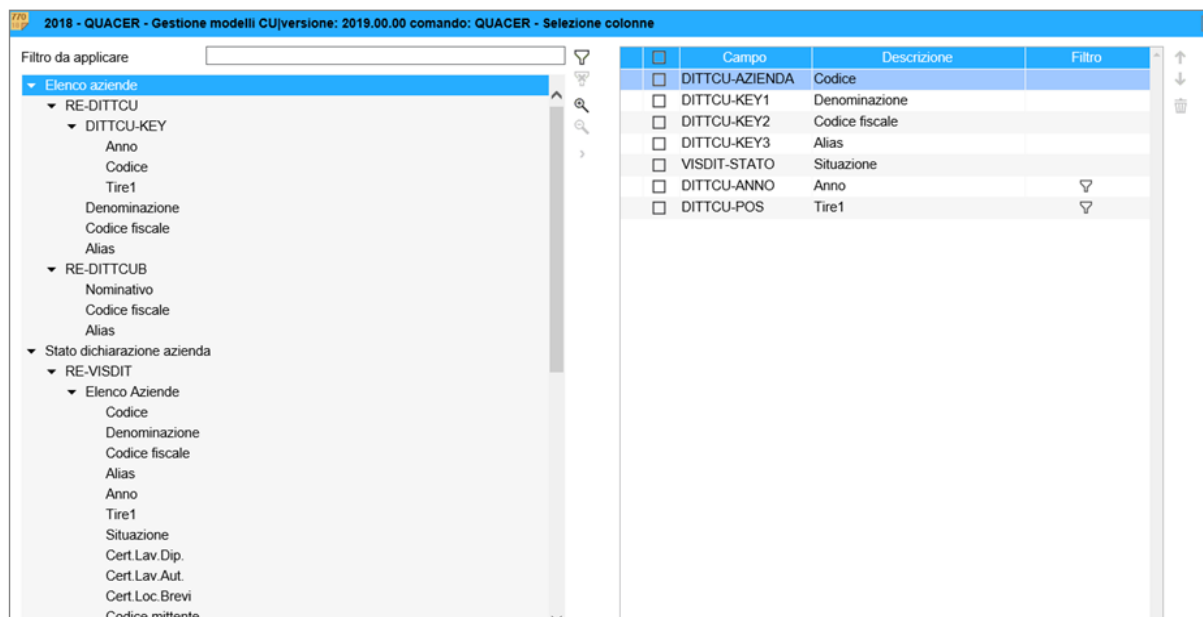 770
2018 - QUACER - Gestione modelli CU|versione: 2019.00.00 comando: QUACER - Selezione colonne
Filtro da applicare
Elenco aziende
RE-DITTCU
DITTCU-KEY
Anno
Codice
Tire1
Denominazione
Codice fiscale
Alias
RE-DITTCUB
Nominativo
Codice fiscale
Alias
Stato dichiarazione azienda
RE-VISDIT
Elenco Aziende
Codice
Denominazione
Codice fiscale
Alias
Anno
Tire1
Situazione
Cert.Lav.Dip.
Cert.Lav.Aut.
Cert.Loc.Brevi
Codice mittente
Campo Descrizione Filtro
DITTCU-AZIENDA Codice
DITTCU-KEY1 Denominazione
DITTCU-KEY2 Codice fiscale
DITTCU-KEY3 Alias
VISDIT-STATO Situazione
DITTCU-ANNO Anno
DITTCU-POS Tire1